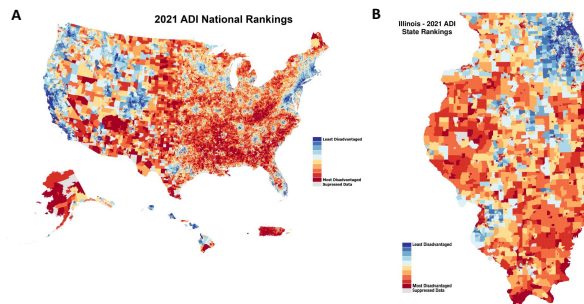 A
2021 ADI National Rankings
Least Disadvantaged
Most Disadvantaged
Supressed Data
B
Illinois - 2021 ADI
State Rankings
Least Disadvantaged
Most Disadvantaged
Suppressed Data